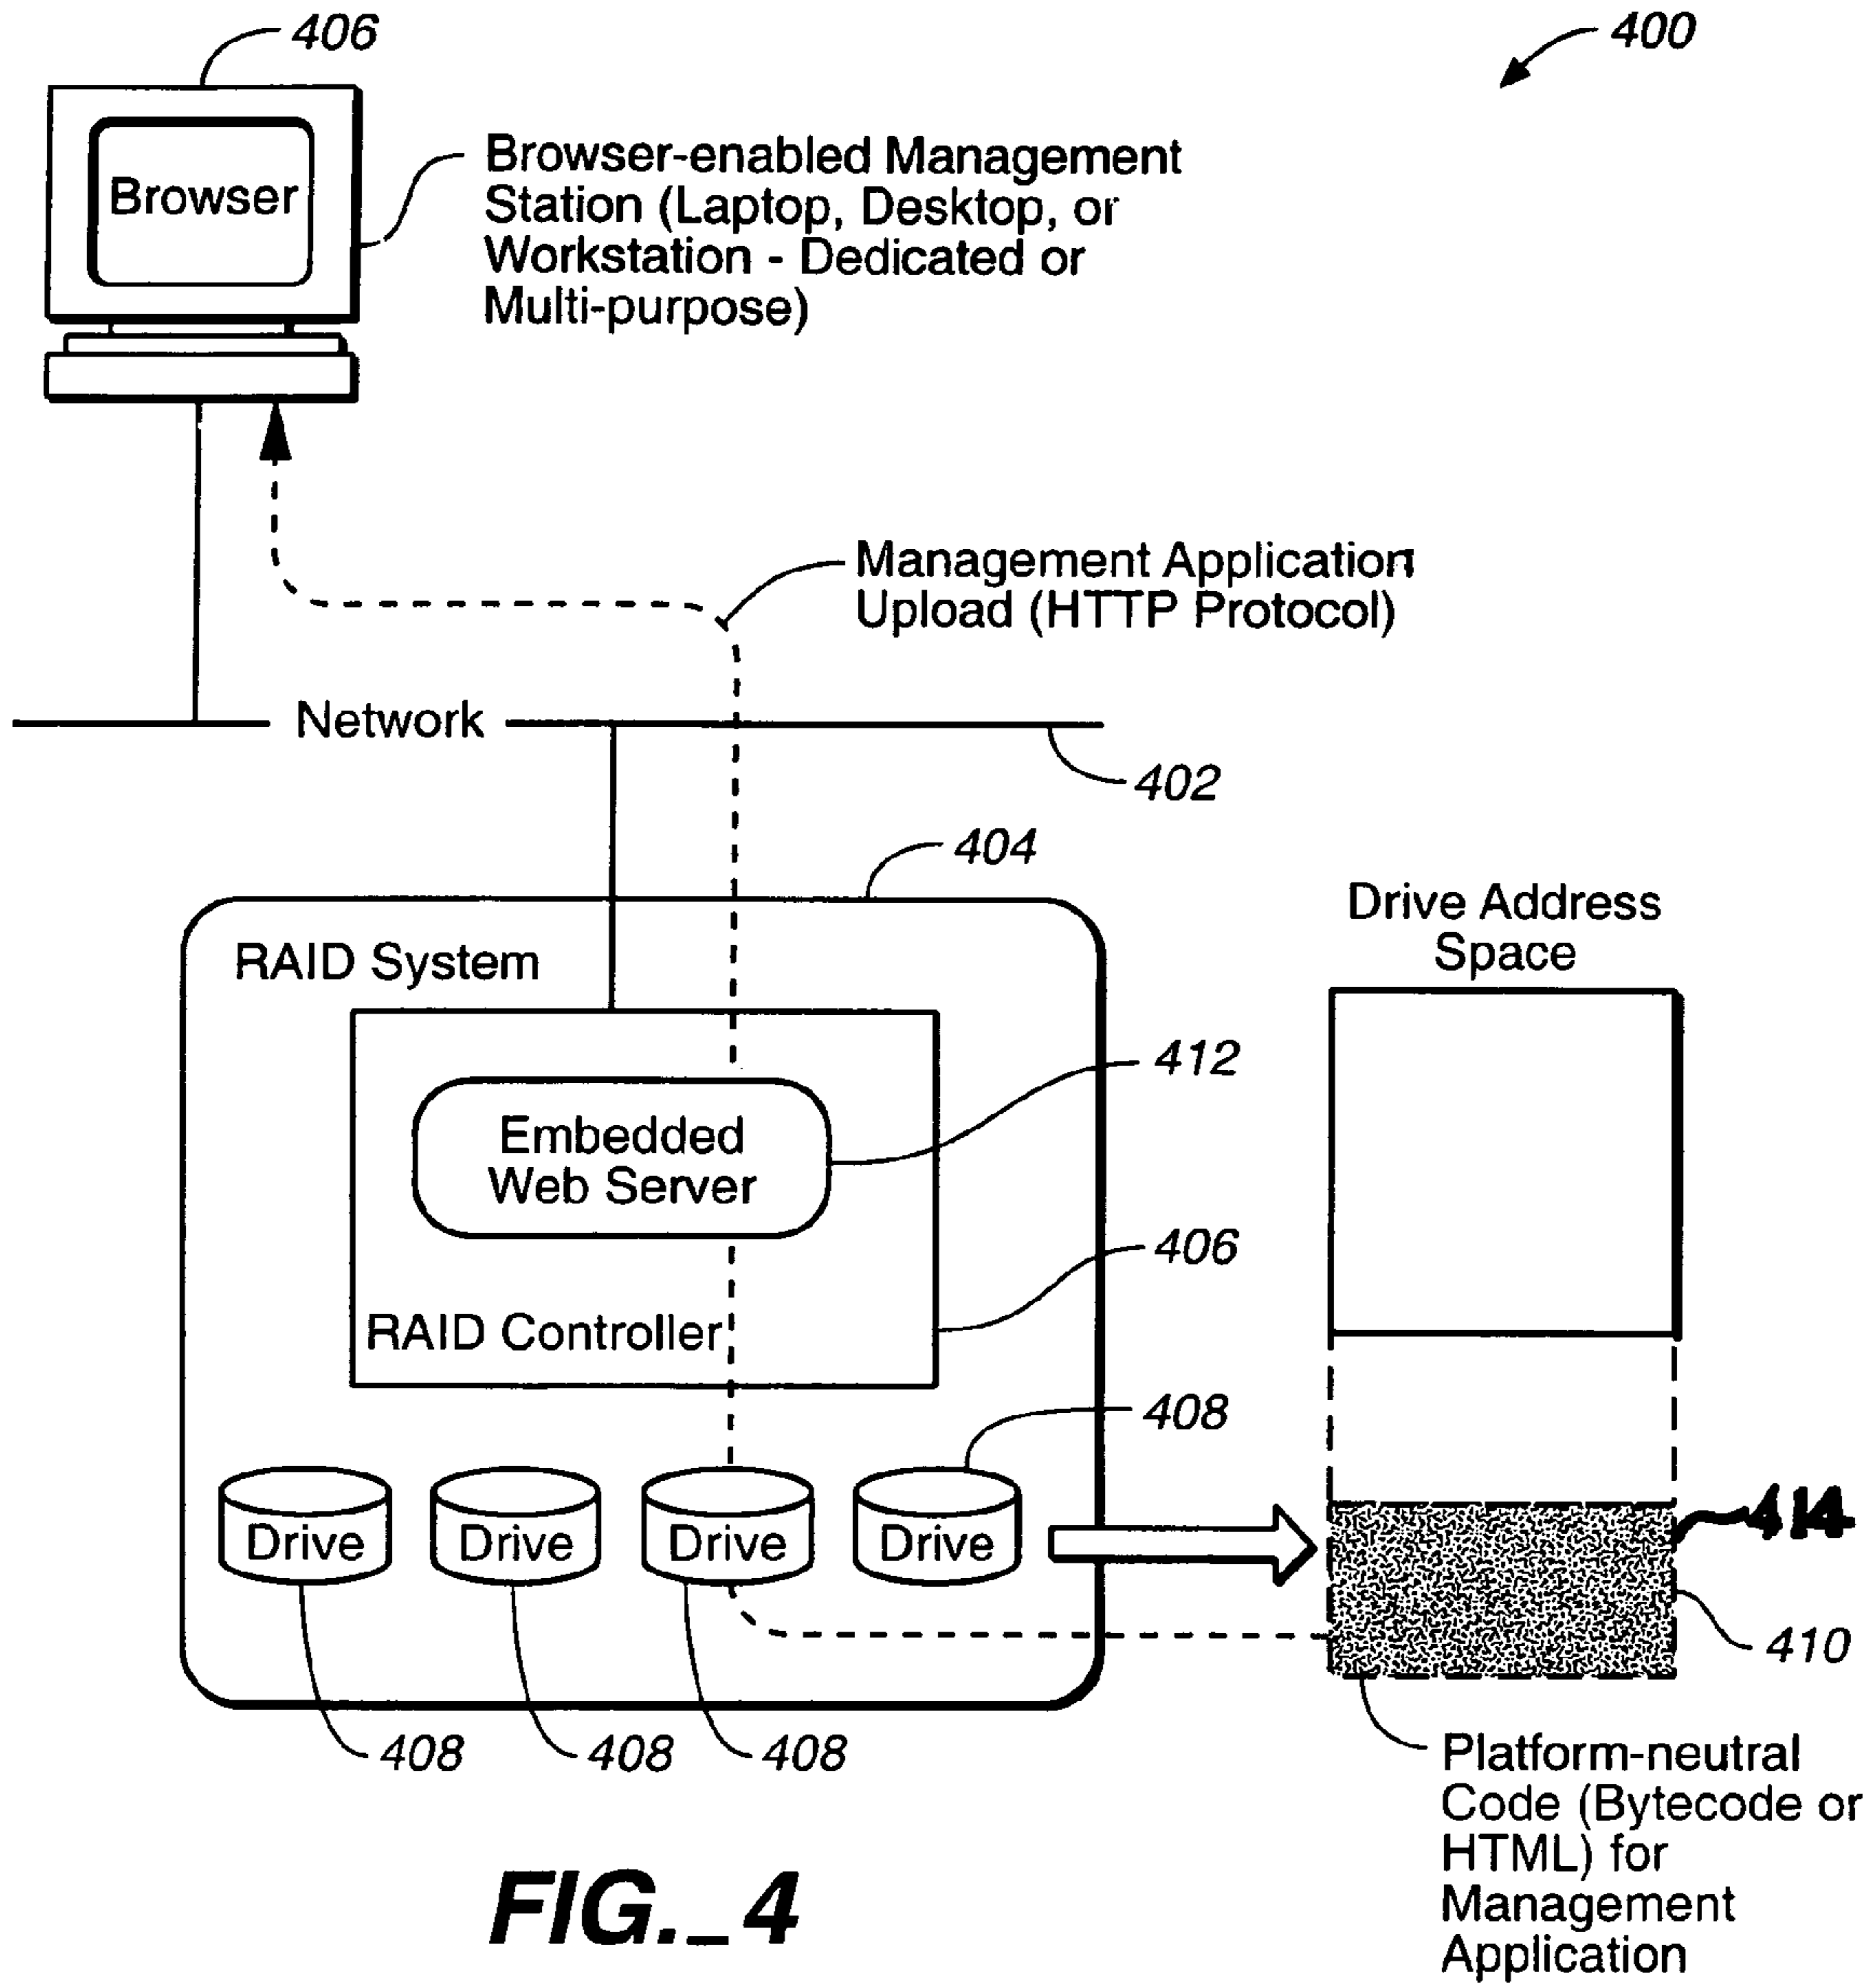 406
400
Browser
Browser-enabled Management
Station (Laptop, Desktop, or
Workstation - Dedicated or
Multi-purpose)
Management Application
Upload (HTTP Protocol)
Network
402
404
RAID System
Drive Address
Space
412
Embedded
Web Server
406
RAID Controller
408
Drive
Drive
Drive
Drive
414
410
408
408
408
Platform-neutral
Code (Bytecode or
HTML) for
Management
Application
FIG._4